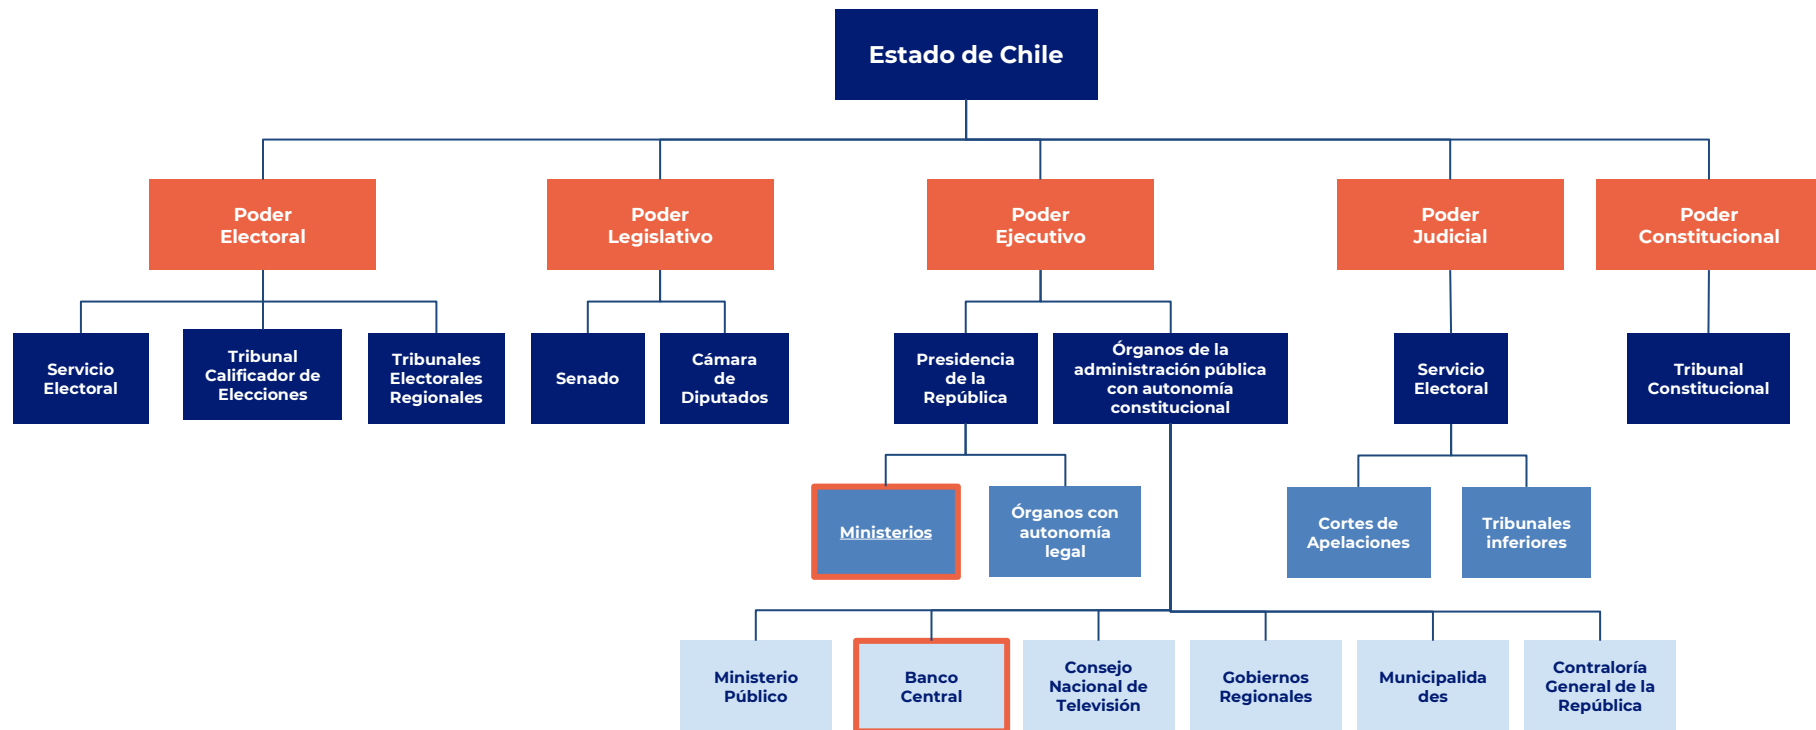 Estado de Chile
Poder
Electoral
Poder
Legislativo
Poder
Ejecutivo
Poder
Judicial
Poder
Constitucional
Servicio
Electoral
Tribunal
Calificador de
Elecciones
Tribunales
Electorales
Regionales
Senado
Cámara
de
Diputados
Presidencia
de la
República
Órganos de la
administración pública
con autonomía
constitucional
Servicio
Electoral
Tribunal
Constitucional
Ministerios
Órganos con
autonomía
legal
Cortes de
Apelaciones
Tribunales
inferiores
Ministerio
Público
Banco
Central
Consejo
Nacional de
Televisión
Gobiernos
Regionales
Municipalida
des
Contraloría
General de la
República